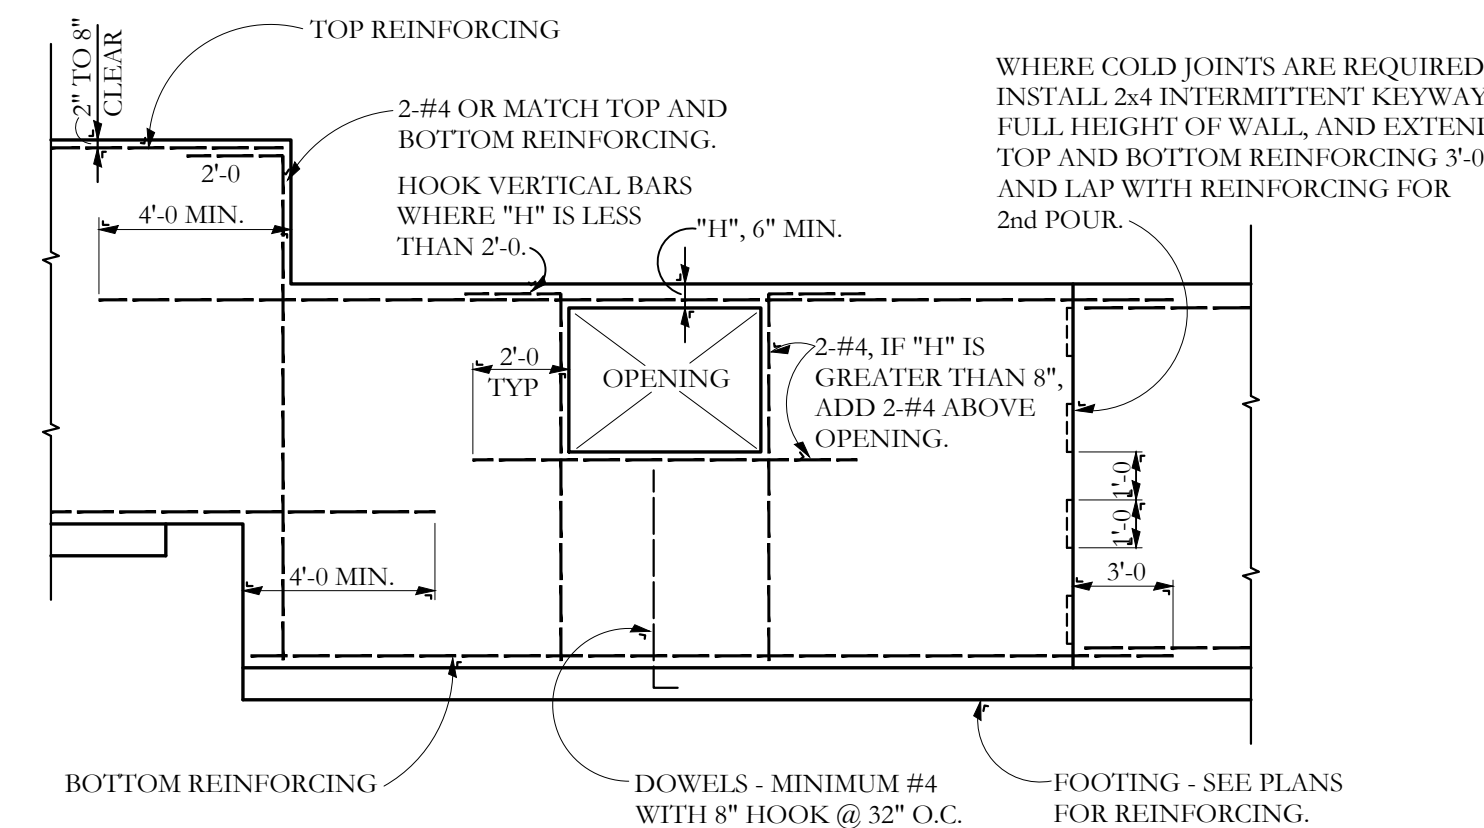 TOP REINFORCING
2" TO 8"
CLEAR
WHERE COLD JOINTS ARE REQUIRED
INSTALL 2x4 INTERMITTENT KEYWAY
FULL HEIGHT OF WALL, AND EXTEND
TOP AND BOTTOM REINFORCING 3'-0
AND LAP WITH REINFORCING FOR
2nd POUR.
2-#4 OR MATCH TOP AND
BOTTOM REINFORCING.
2'-0
4'-0 MIN.
HOOK VERTICAL BARS
WHERE "H" IS LESS
THAN 2'-0.
"H", 6" MIN.
2'-0
TYP
OPENING
2-#4, IF "H" IS
GREATER THAN 8",
ADD 2-#4 ABOVE
OPENING.
1'-0
1'-0
3'-0
4'-0 MIN.
BOTTOM REINFORCING
DOWELS - MINIMUM #4
WITH 8" HOOK @ 32" O.C.
FOOTING - SEE PLANS
FOR REINFORCING.